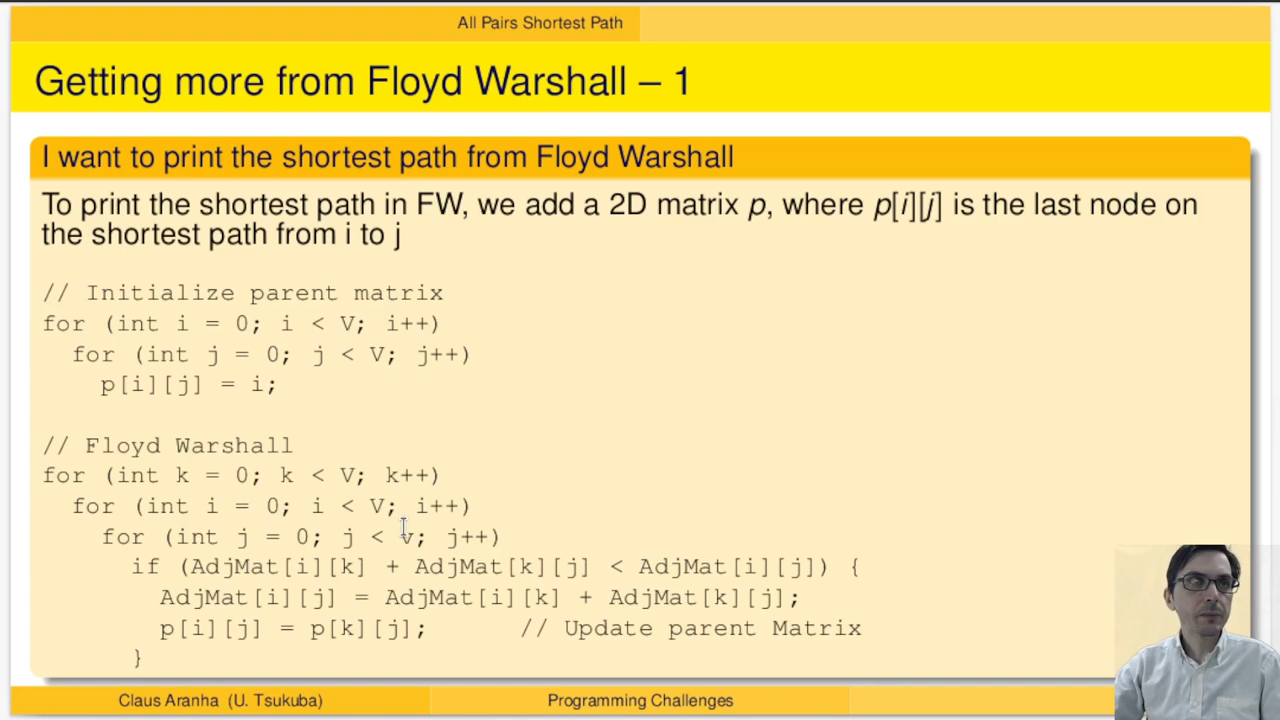 All Pairs Shortest Path
Getting more from Floyd Warshall – 1
I want to print the shortest path from Floyd Warshall
To print the shortest path in FW, we add a 2D matrix p, where p[i][j] is the last node on
the shortest path from i to j
// Initialize parent matrix
for (int i = 0; i < V; i++)
for (int j = 0; j < V; j++)
p[i][j] = i;
// Floyd Warshall
for (int k = 0; k < V; k++)
for (int i = 0; i < V; i++)
for (int j = 0; j < V; j++)
if (AdjMat[i][k] + AdjMat[k][j] < AdjMat[i][j]) {
AdjMat[i][j] = AdjMat[i][k] + AdjMat[k][j];
p[i][j] = p[k][j]; // Update parent Matrix
}
Claus Aranha (U. Tsukuba)
Programming Challenges